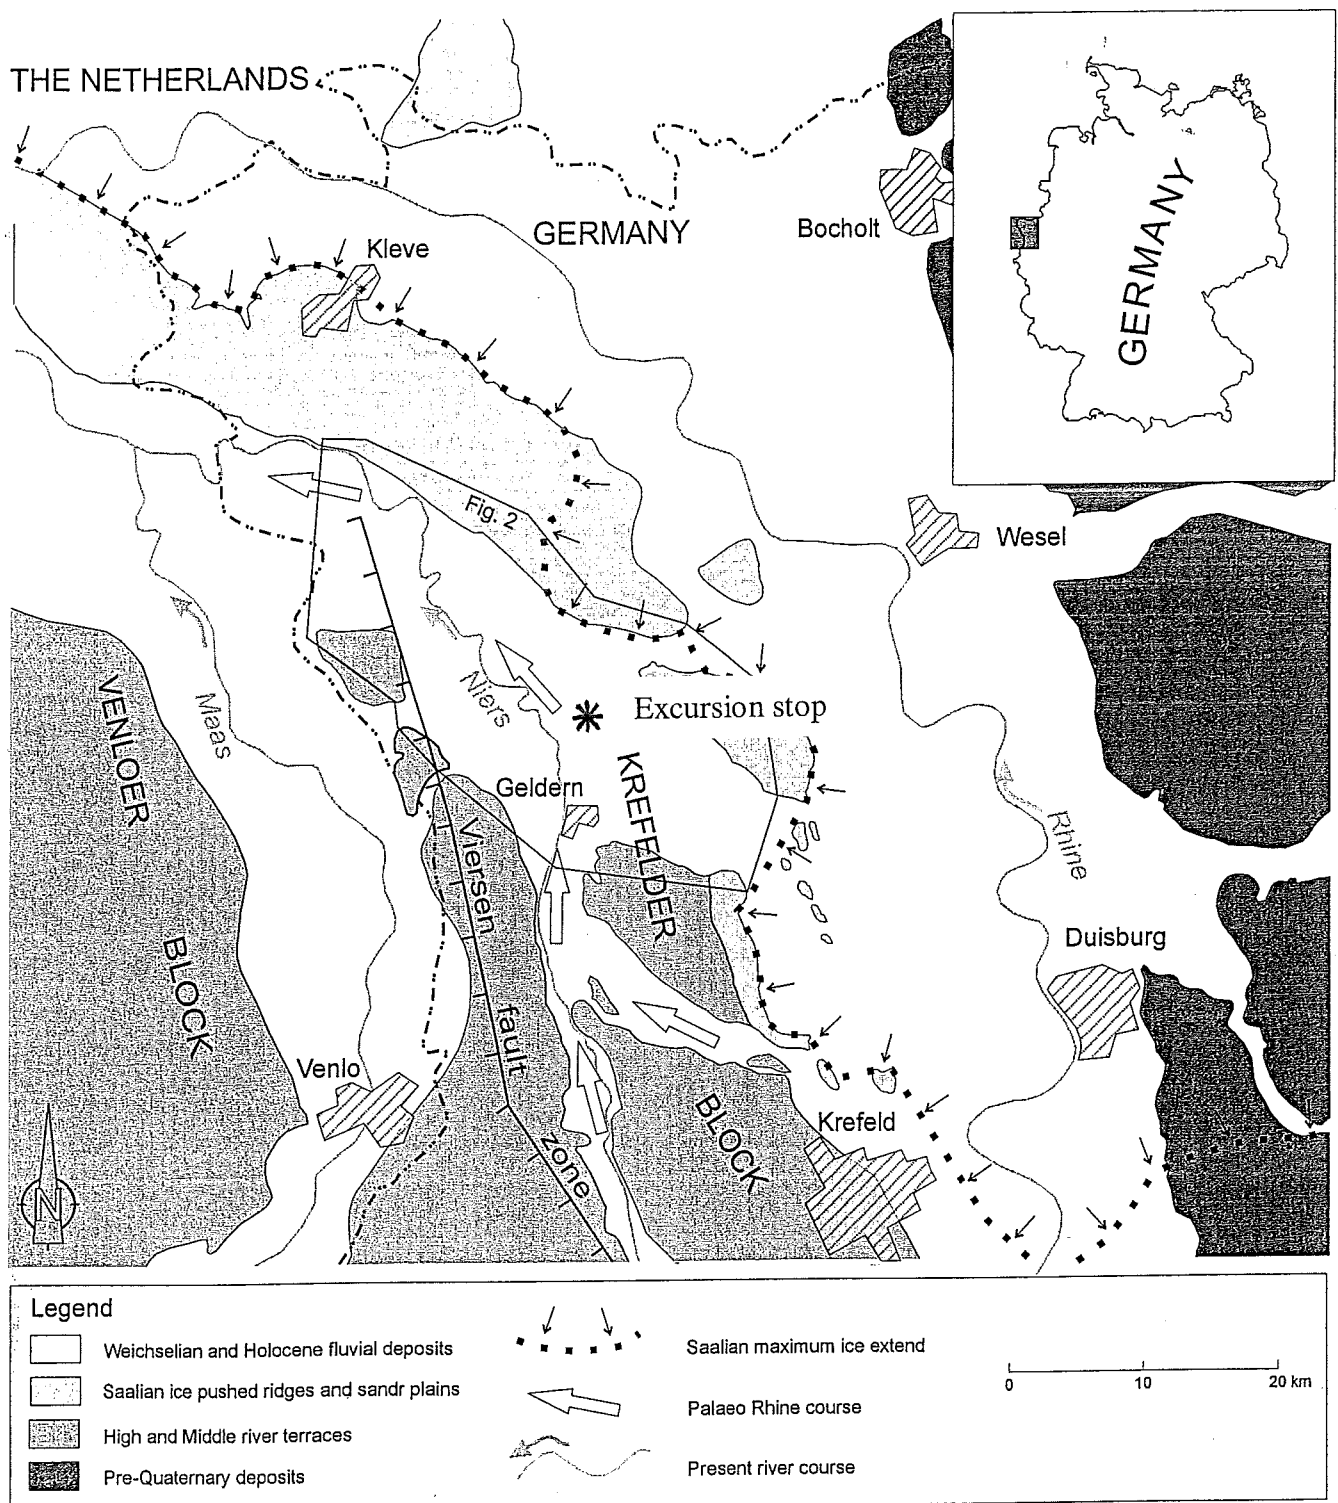 THE NETHERLANDS
GERMANY
GERMANY
Bocholt
Kleve
Fig. 2
Wesel
VENLOER
BLOCK
Maas
Niers
Excursion stop
Geldern
KREFELDER
BLOCK
Rhine
Viersen
fault
zone
Duisburg
Venlo
Krefeld
N
Legend
Weichselian and Holocene fluvial deposits
Saalian ice pushed ridges and sandr plains
High and Middle river terraces
Pre-Quaternary deposits
Saalian maximum ice extend
Palaeo Rhine course
Present river course
0 10 20 km